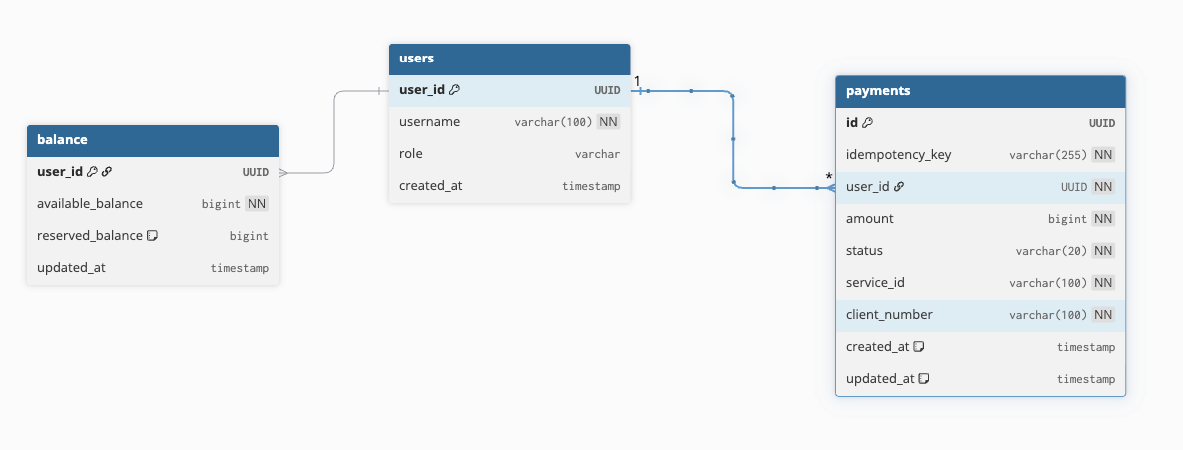 balance
user_id UUID
available_balance bigint NN
reserved_balance bigint
updated_at timestamp
users
user_id UUID
username varchar(100) NN
role varchar
created_at timestamp
1
*
payments
id UUID
idempotency_key varchar(255) NN
user_id UUID NN
amount bigint NN
status varchar(20) NN
service_id varchar(100) NN
client_number varchar(100) NN
created_at timestamp
updated_at timestamp